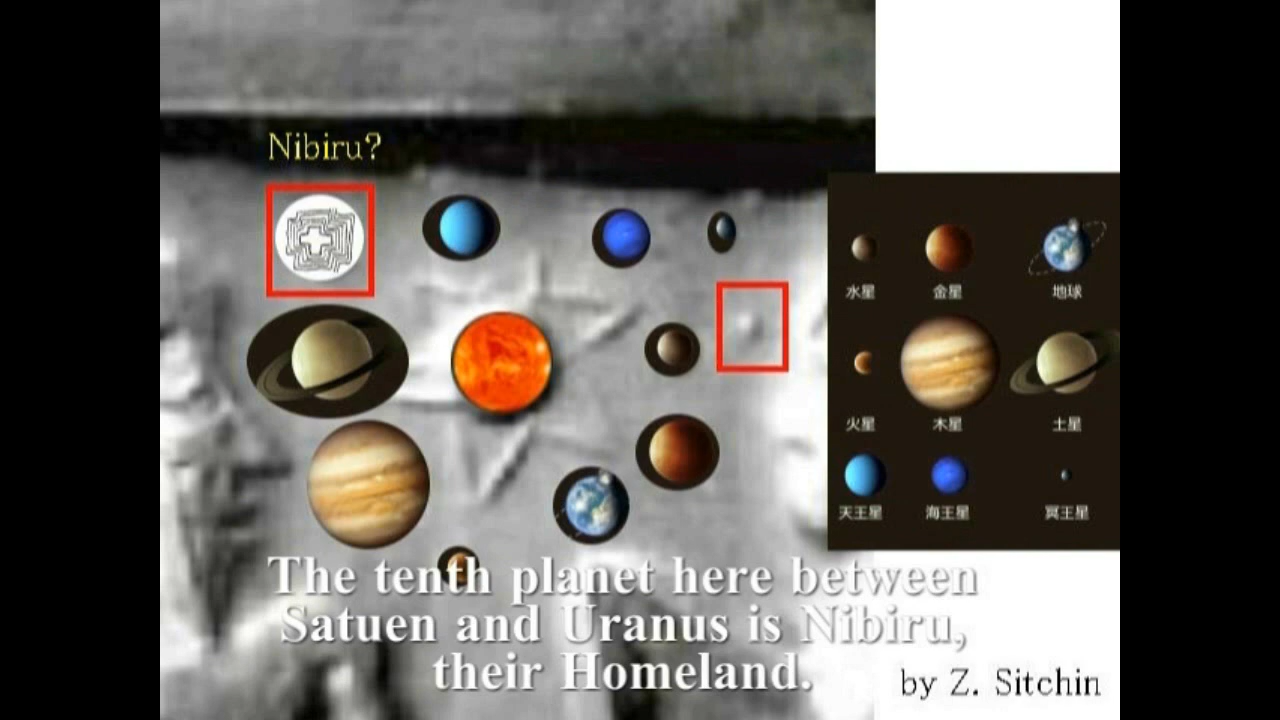 Nibiru?
水星 金星 地球
火星 木星 土星
天王星 海王星 冥王星
The tenth planet here between
Satuen and Uranus is Nibiru,
their Homeland.
by Z. Sitchin